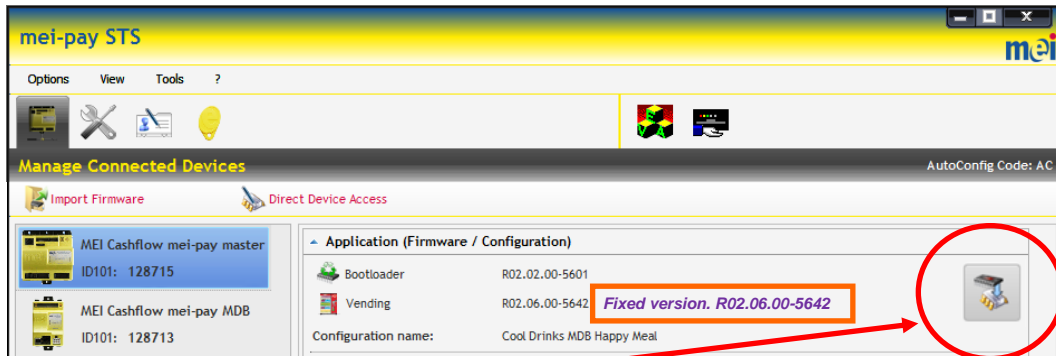 mei-pay STS
mei
Options View Tools ?
Manage Connected Devices AutoConfig Code: AC
Import Firmware Direct Device Access
MEI Cashflow mei-pay master
ID101: 128715
MEI Cashflow mei-pay MDB
ID101: 128713
Application (Firmware / Configuration)
Bootloader R02.02.00-5601
Vending R02.06.00-5642 Fixed version. R02.06.00-5642
Configuration name: Cool Drinks MDB Happy Meal